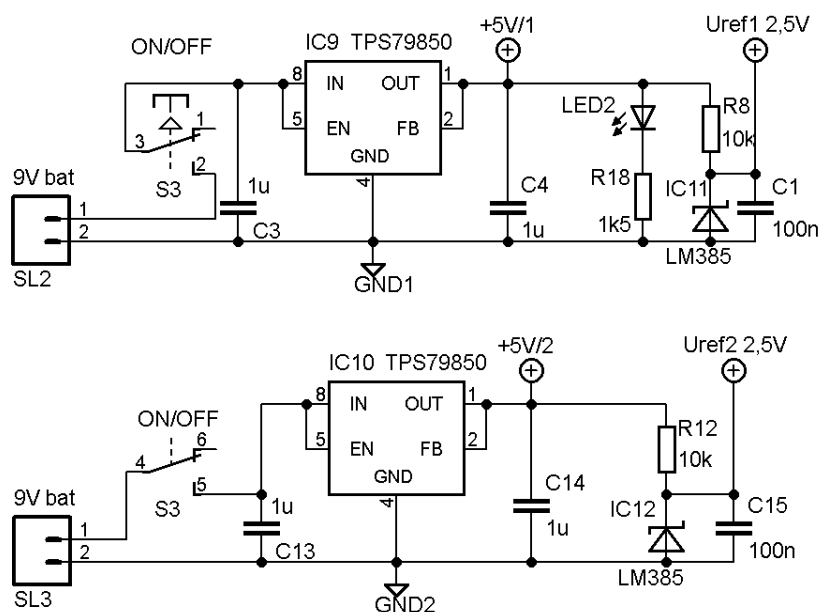 +5V/1 Uref1 2,5V
ON/OFF IC9 TPS79850
8 IN OUT 1
LED2 R8
10k
3 1 5 EN FB 2
GND
2
S3 4
9V bat
1u C4 R18 IC11 C1
1
2 C3 1u 1k5 100n
SL2 GND1 LM385
+5V/2 Uref2 2,5V
IC10 TPS79850
8 IN OUT 1
ON/OFF
R12
10k
6 5 EN FB 2
4
GND
5 4
S3
9V bat 1u C14 IC12 C15
1
1u
2 C13 100n
SL3 GND2 LM385